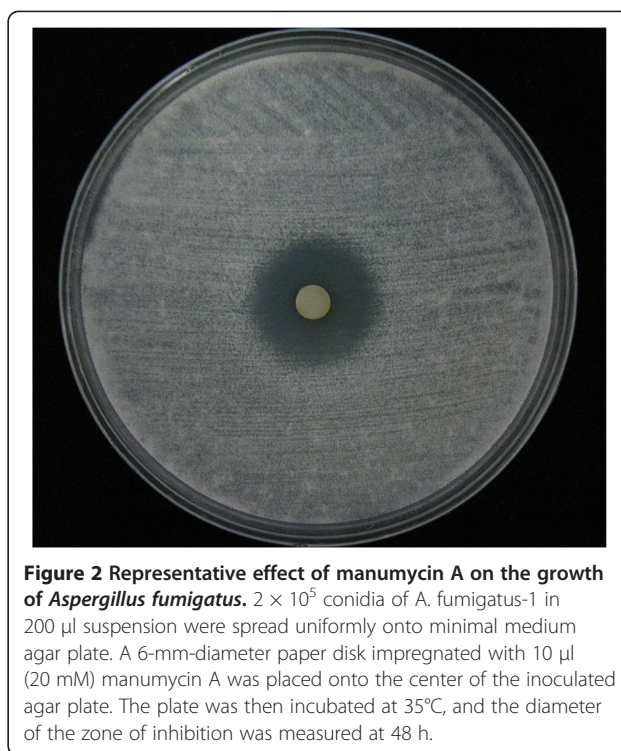 Figure 2 Representative effect of manumycin A on the growth
of Aspergillus fumigatus. 2 × 10⁵ conidia of A. fumigatus-1 in
200 μl suspension were spread uniformly onto minimal medium
agar plate. A 6-mm-diameter paper disk impregnated with 10 μl
(20 mM) manumycin A was placed onto the center of the inoculated
agar plate. The plate was then incubated at 35°C, and the diameter
of the zone of inhibition was measured at 48 h.